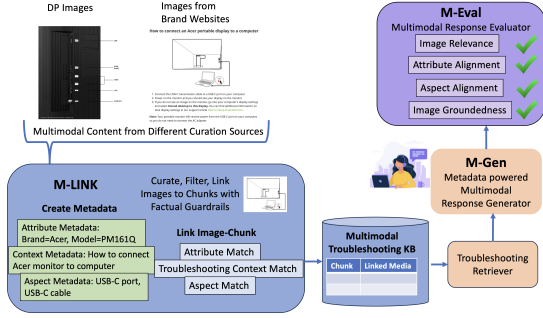 DP Images
Images from
Brand Websites
How to connect an Acer portable display to a computer
Multimodal Content from Different Curation Sources
M-LINK
Create Metadata
Attribute Metadata:
Brand=Acer, Model=PM161Q
Context Metadata: How to connect
Acer monitor to computer
Aspect Metadata: USB-C port,
USB-C cable
Curate, Filter, Link
Images to Chunks with
Factual Guardrails
Link Image-Chunk
Attribute Match
Troubleshooting Context Match
Aspect Match
Multimodal
Troubleshooting KB
Chunk
Linked Media
Troubleshooting
Retriever
M-Gen
Metadata powered
Multimodal
Response Generator
M-Eval
Multimodal Response Evaluator
Image Relevance
Attribute Alignment
Aspect Alignment
Image Groundedness